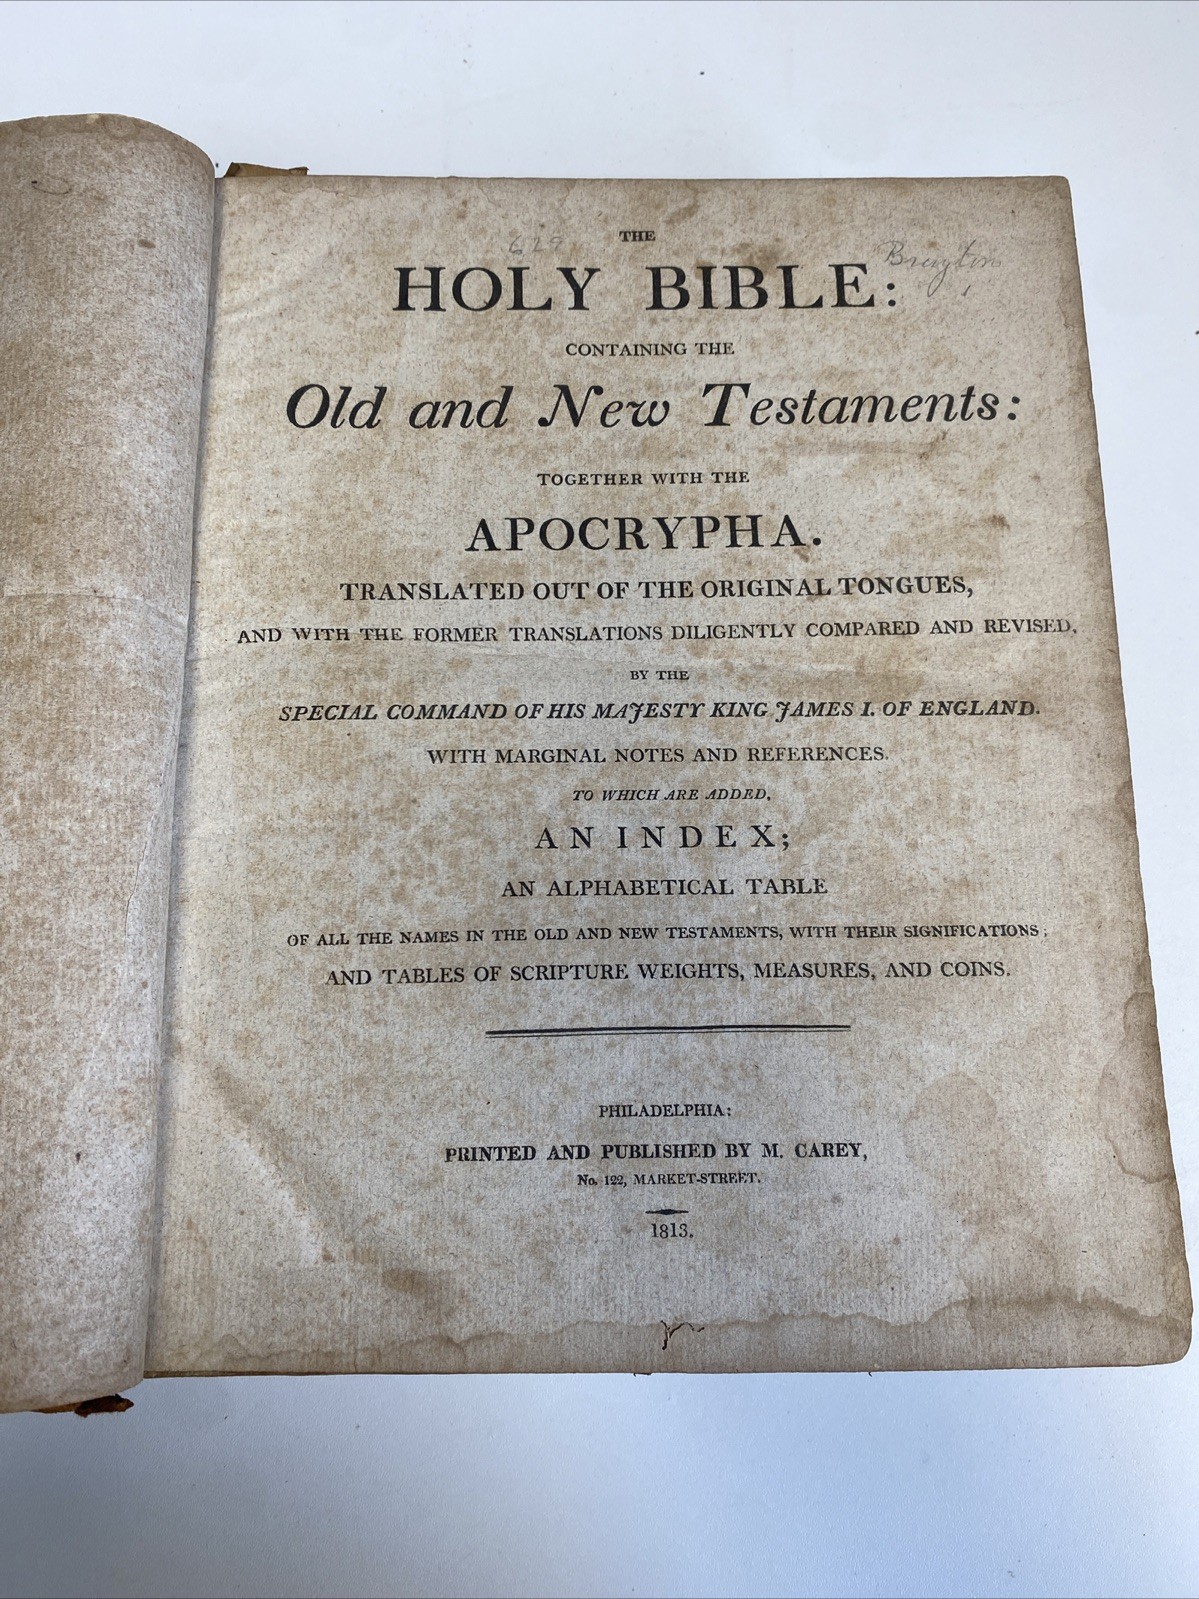 629
THE
HOLY BIBLE:
CONTAINING THE
Old and New Testaments:
TOGETHER WITH THE
APOCRYPHA.
TRANSLATED OUT OF THE ORIGINAL TONGUES,
AND WITH THE FORMER TRANSLATIONS DILIGENTLY COMPARED AND REVISED,
BY THE
SPECIAL COMMAND OF HIS MAJESTY KING JAMES I. OF ENGLAND.
WITH MARGINAL NOTES AND REFERENCES.
TO WHICH ARE ADDED,
AN INDEX;
AN ALPHABETICAL TABLE
OF ALL THE NAMES IN THE OLD AND NEW TESTAMENTS, WITH THEIR SIGNIFICATIONS;
AND TABLES OF SCRIPTURE WEIGHTS, MEASURES, AND COINS.
PHILADELPHIA:
PRINTED AND PUBLISHED BY M. CAREY,
No. 122, MARKET-STREET.
1813.